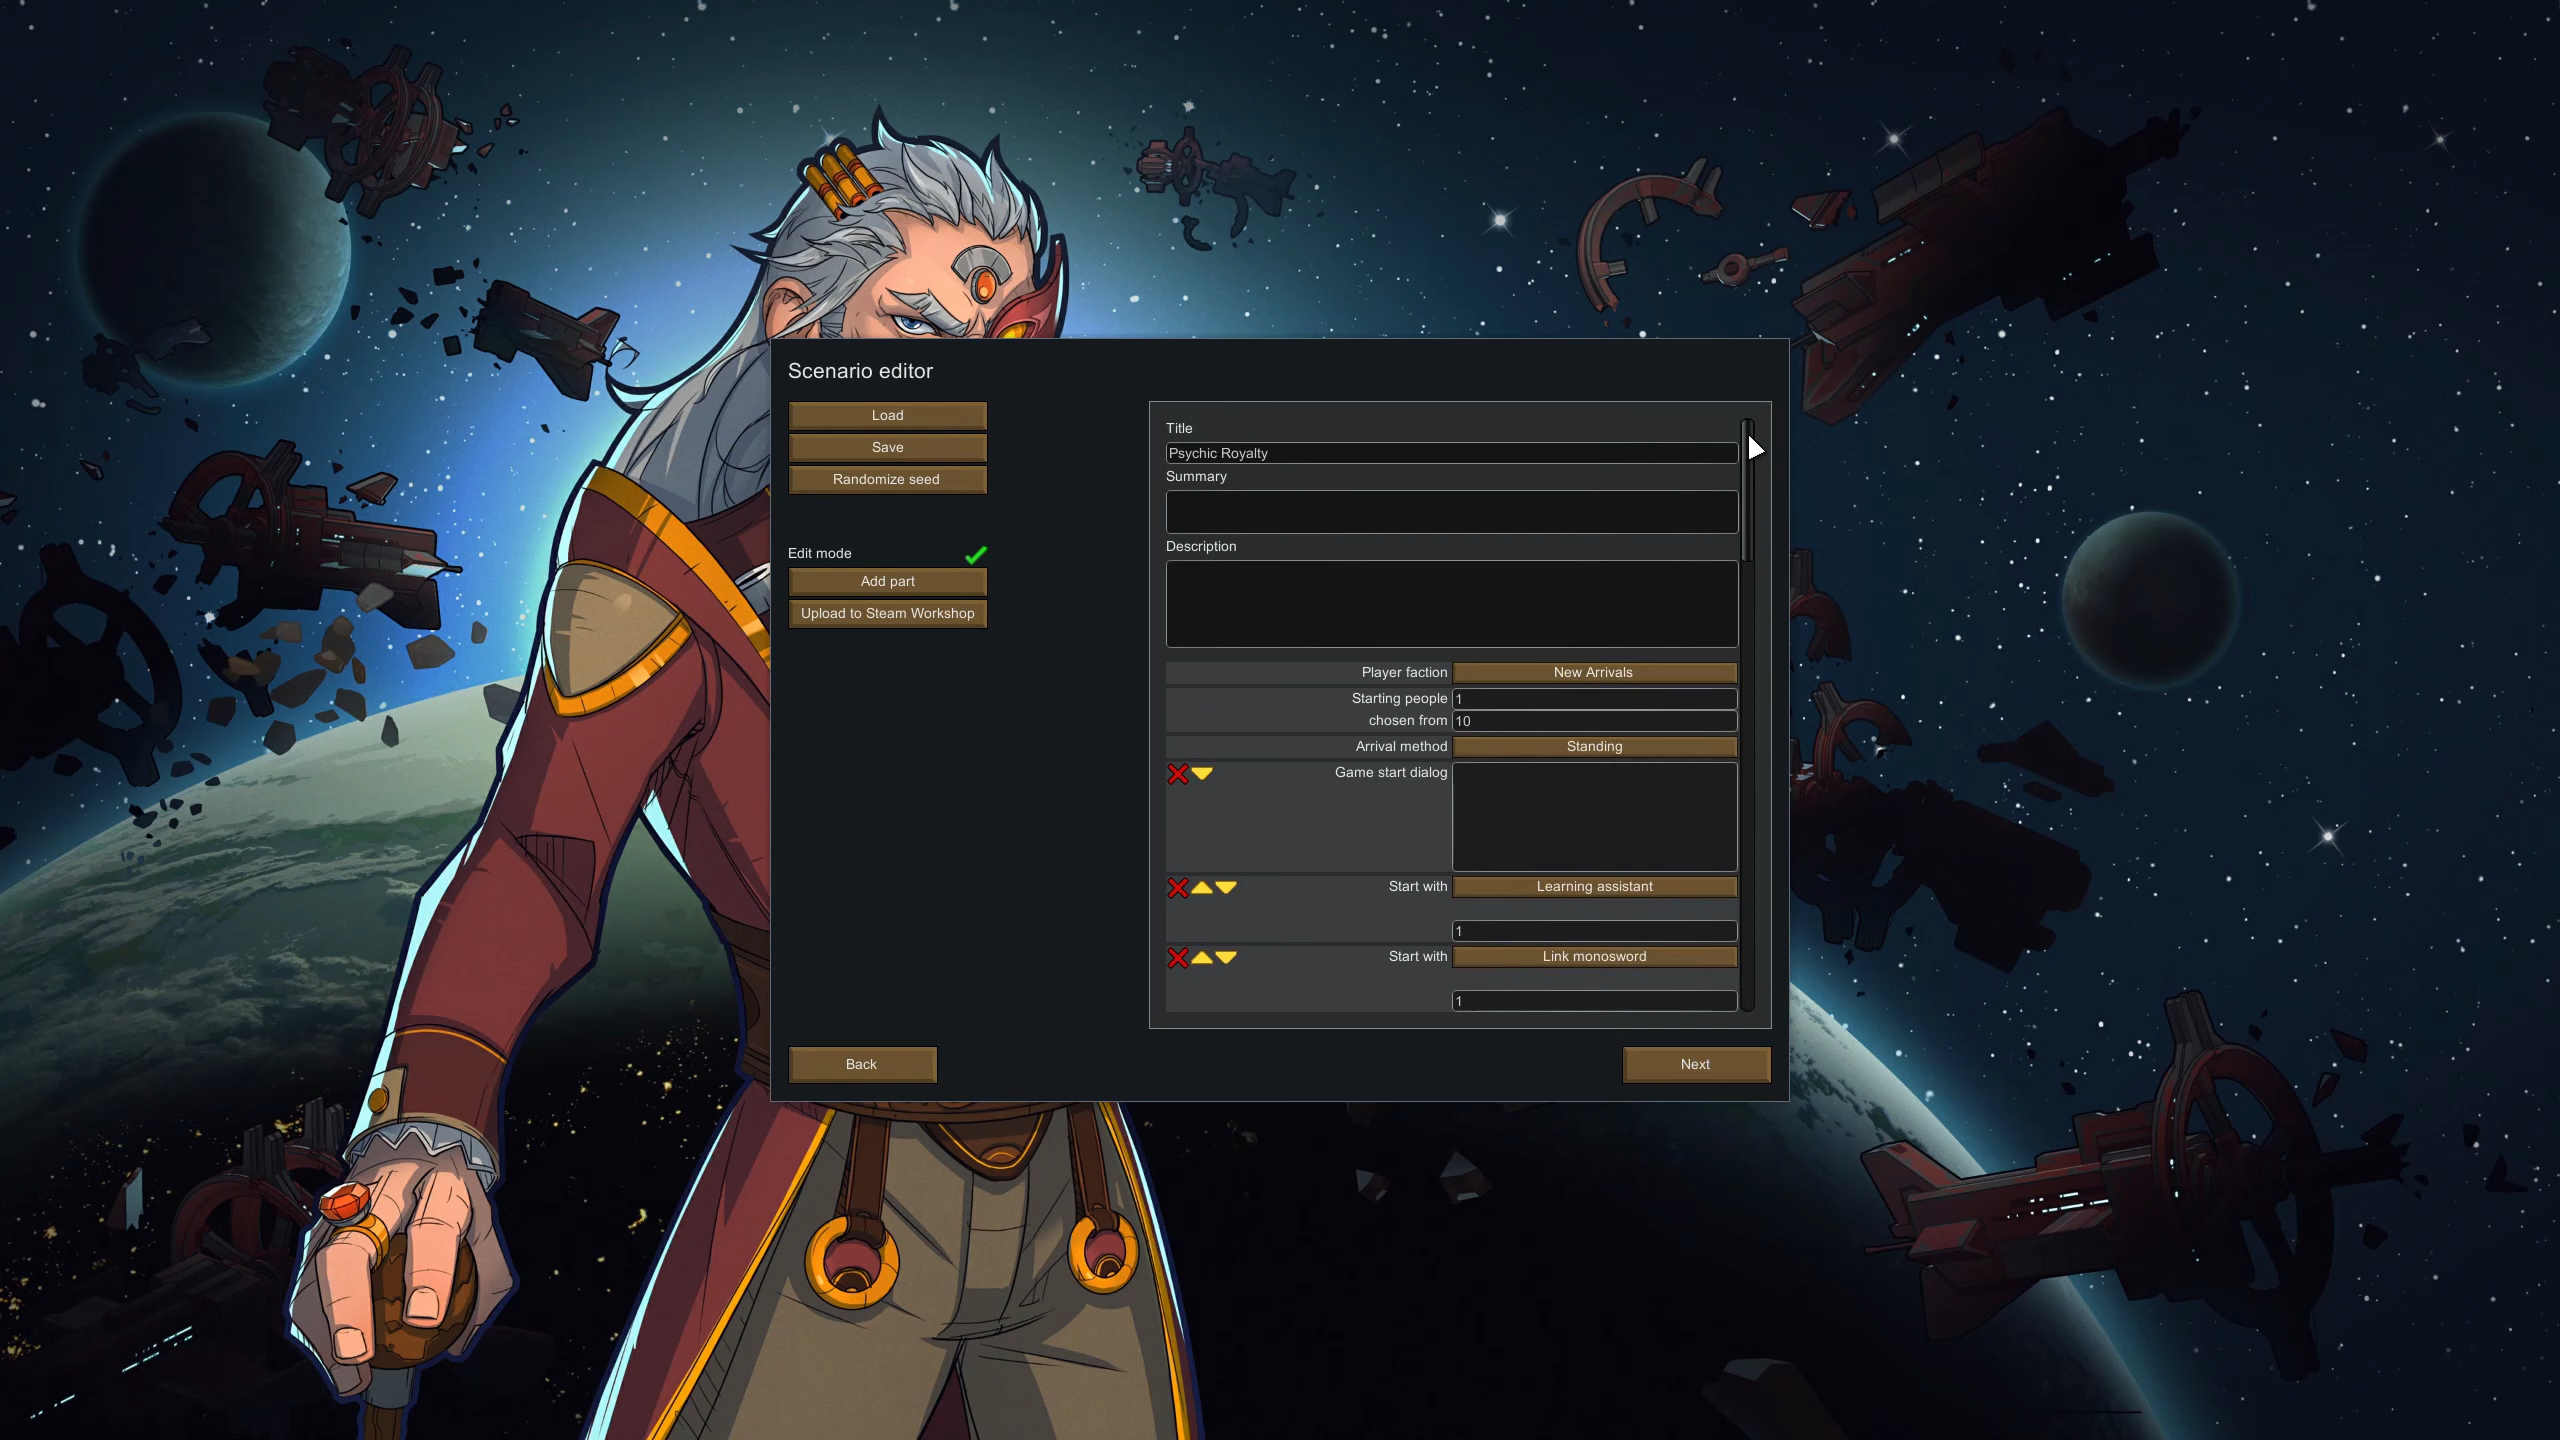 Scenario editor
Load
Save
Randomize seed
Edit mode
Add part
Upload to Steam Workshop
Title
Psychic Royalty
Summary
Description
Player faction New Arrivals
Starting people 1
chosen from 10
Arrival method Standing
Game start dialog
Start with Learning assistant
1
Start with Link monosword
1
Back
Next